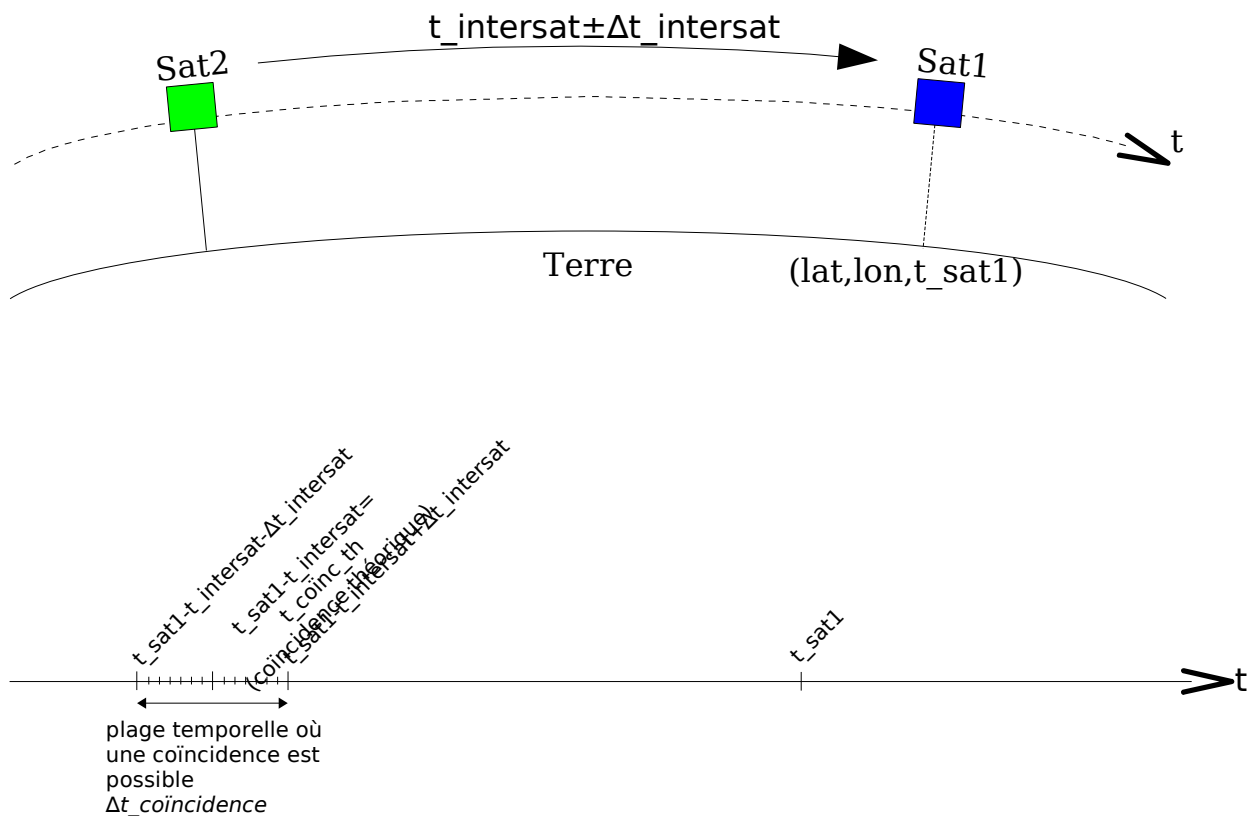 t_intersat±Δt_intersat
Sat2
Sat1
t
Terre
(lat,lon,t_sat1)
t_sat1-t_intersat-Δt_intersat
t_sat1-t_intersat=
t_coïnc_th
(coïncidence théorique)
t_sat1-t_intersat+Δt_intersat
t_sat1
t
plage temporelle où
une coïncidence est
possible
Δt_coïncidence